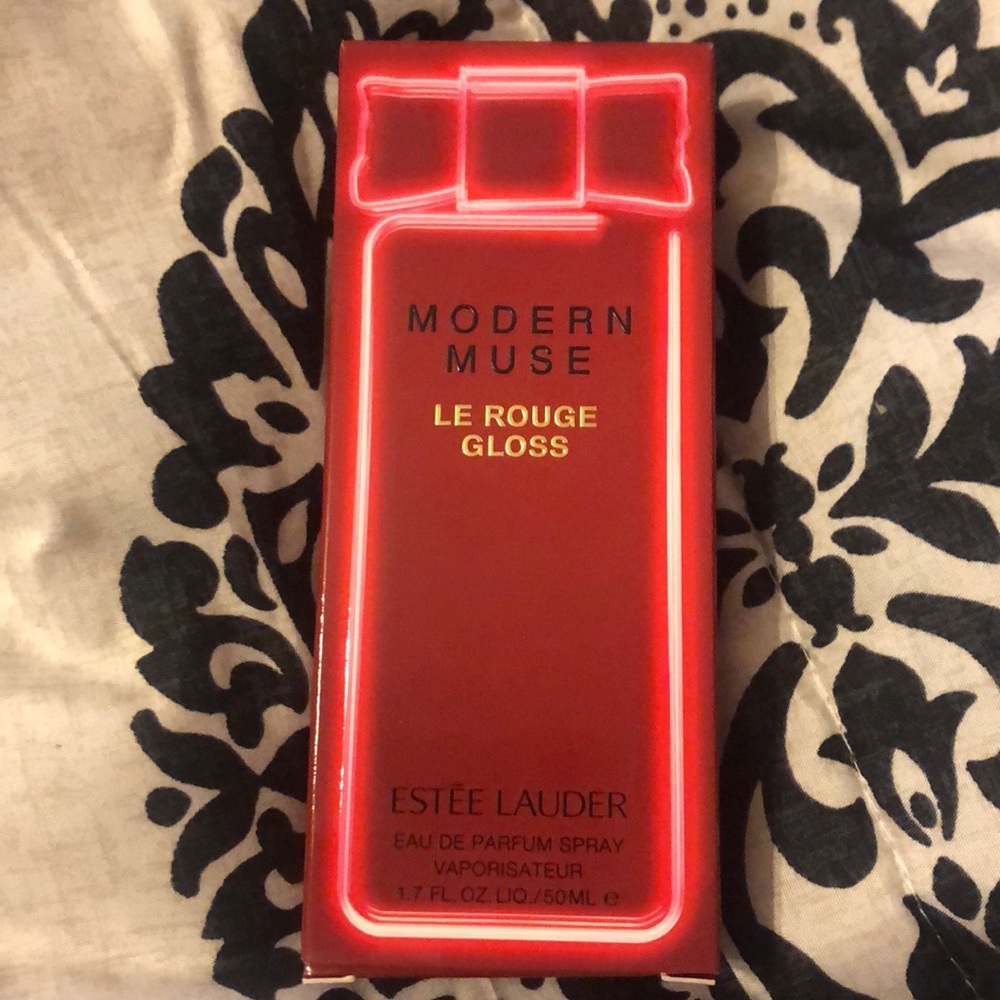 MODERN
MUSE
LE ROUGE
GLOSS
ESTĒE LAUDER
EAU DE PARFUM SPRAY
VAPORISATEUR
1.7 FL. OZ. LIQ./50ML ℮